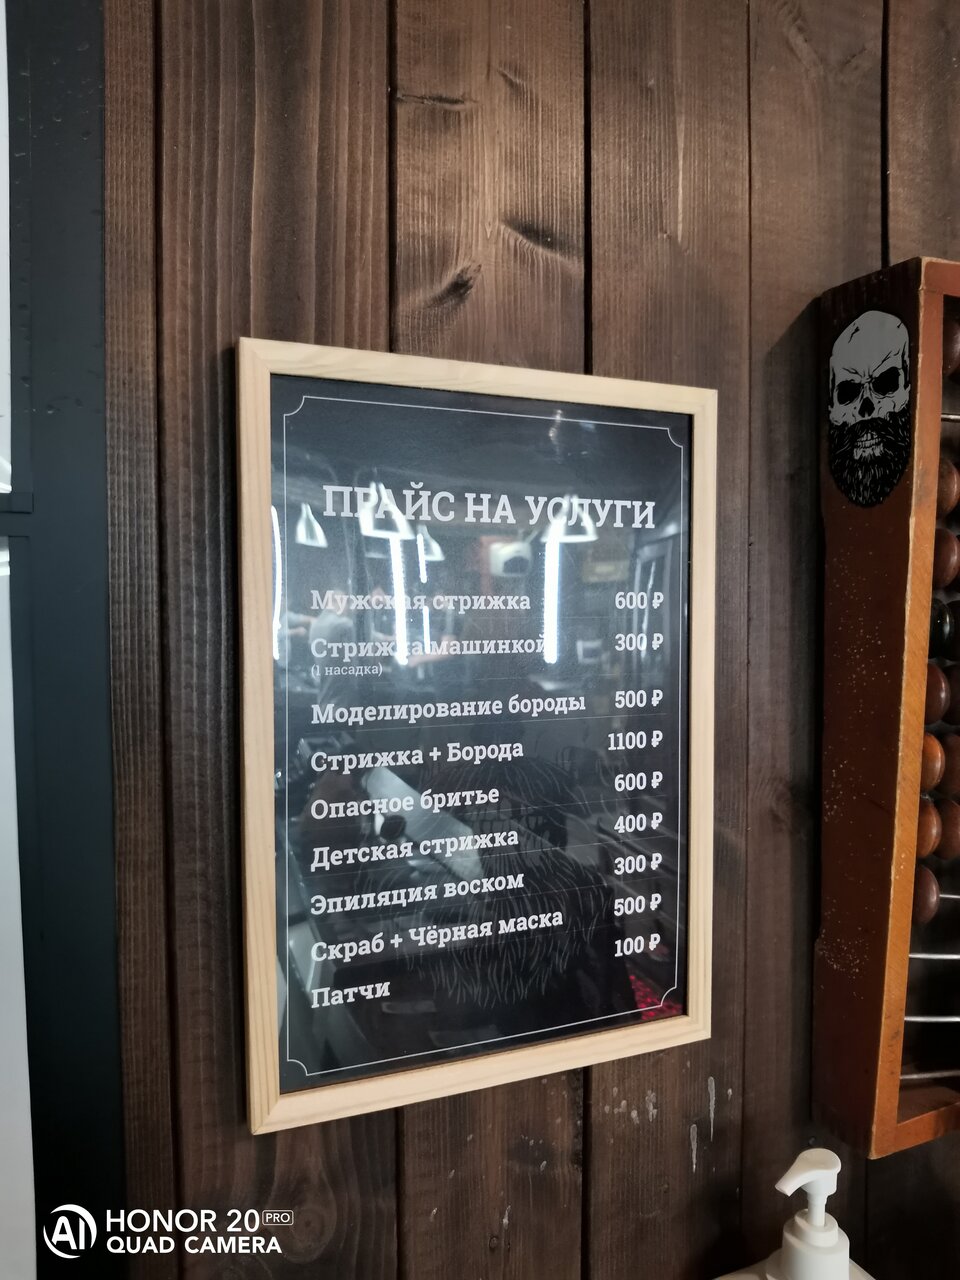 ПРАЙС НА УСЛУГИ
Мужская стрижка 600 ₽
Стрижка машинкой 300 ₽
(1 насадка)
Моделирование бороды 500 ₽
Стрижка + Борода 1100 ₽
Опасное бритье 600 ₽
Детская стрижка 400 ₽
Эпиляция воском 300 ₽
Скраб + Чёрная маска 500 ₽
Патчи 100 ₽
AI HONOR 20 PRO
QUAD CAMERA